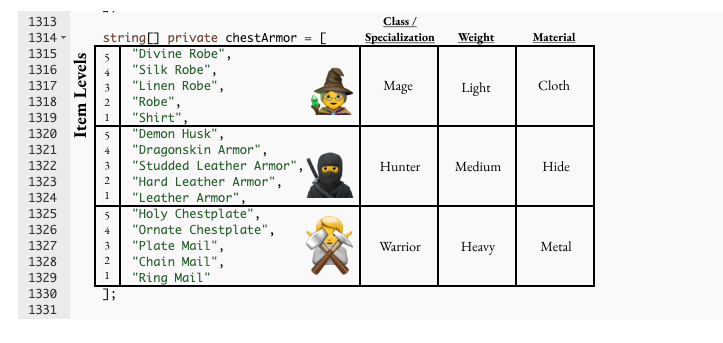 1313 Class /
1314 string[] private chestArmor = [ Specialization Weight Material
Item Levels
1315 5 "Divine Robe",
1316 4 "Silk Robe",
1317 3 "Linen Robe", Mage Light Cloth
1318 2 "Robe",
1319 1 "Shirt",
1320 5 "Demon Husk",
1321 4 "Dragonskin Armor",
1322 3 "Studded Leather Armor", Hunter Medium Hide
1323 2 "Hard Leather Armor",
1324 1 "Leather Armor",
1325 5 "Holy Chestplate",
1326 4 "Ornate Chestplate",
1327 3 "Plate Mail", Warrior Heavy Metal
1328 2 "Chain Mail",
1329 1 "Ring Mail"
1330 ];
1331